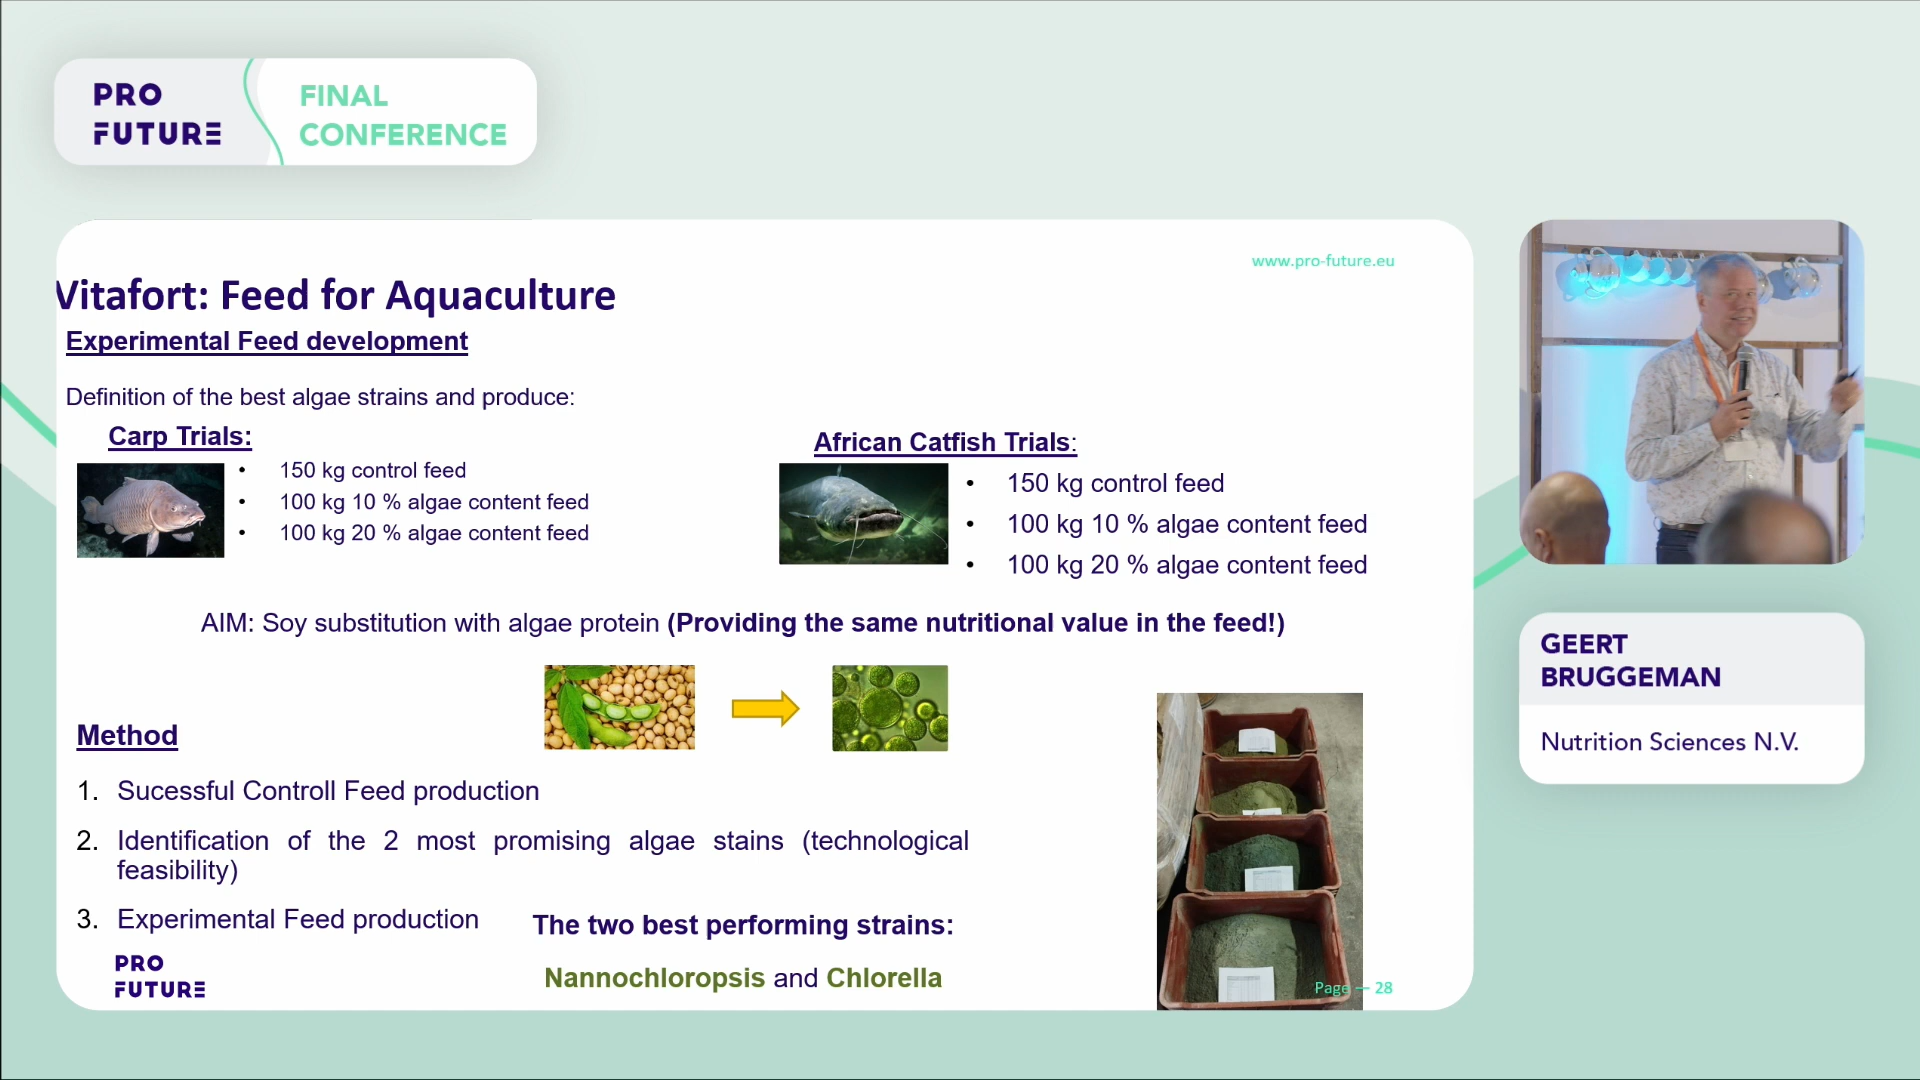 PRO
FUTURE
FINAL
CONFERENCE
www.pro-future.eu
Vitafort: Feed for Aquaculture
Experimental Feed development
Definition of the best algae strains and produce:
Carp Trials:
• 150 kg control feed
• 100 kg 10 % algae content feed
• 100 kg 20 % algae content feed
African Catfish Trials:
• 150 kg control feed
• 100 kg 10 % algae content feed
• 100 kg 20 % algae content feed
AIM: Soy substitution with algae protein (Providing the same nutritional value in the feed!)
Method
1. Sucessful Controll Feed production
2. Identification of the 2 most promising algae stains (technological
feasibility)
3. Experimental Feed production
The two best performing strains:
Nannochloropsis and Chlorella
PRO
FUTURE
Page — 28
GEERT
BRUGGEMAN
Nutrition Sciences N.V.